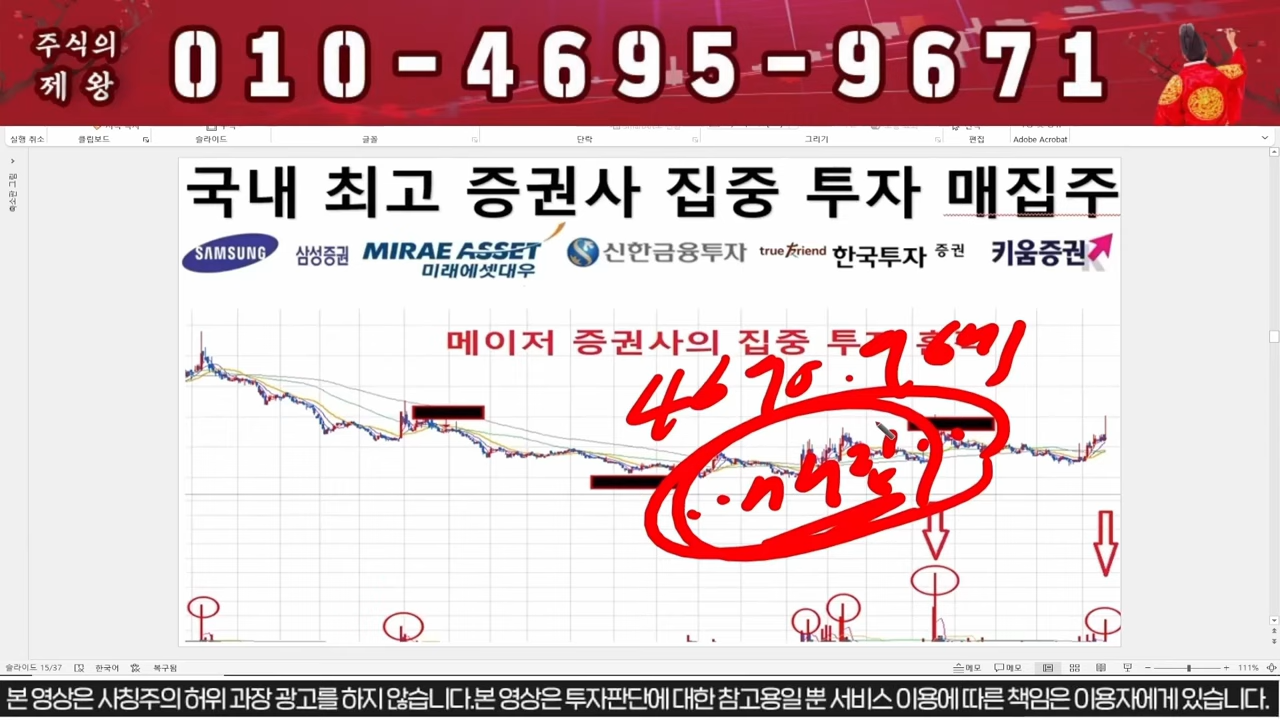 주식의
제 왕
010-4695-9671
실행 취소 클립보드 슬라이드 글꼴 단락 그리기 편집 Adobe Acrobat
국내 최고 증권사 집중 투자 매집주
SAMSUNG 삼성증권 MIRAE ASSET 미래에셋대우 신한금융투자 true friend 한국투자 증권 키움증권
메이저 증권사의 집중 투자
매집
슬라이드 15/37 한국어 복구됨 메모 메모 111%
본 영상은 사칭주의 허위 과장 광고를 하지 않습니다.본 영상은 투자판단에 대한 참고용일 뿐 서비스 이용에 따른 책임은 이용자에게 있습니다.